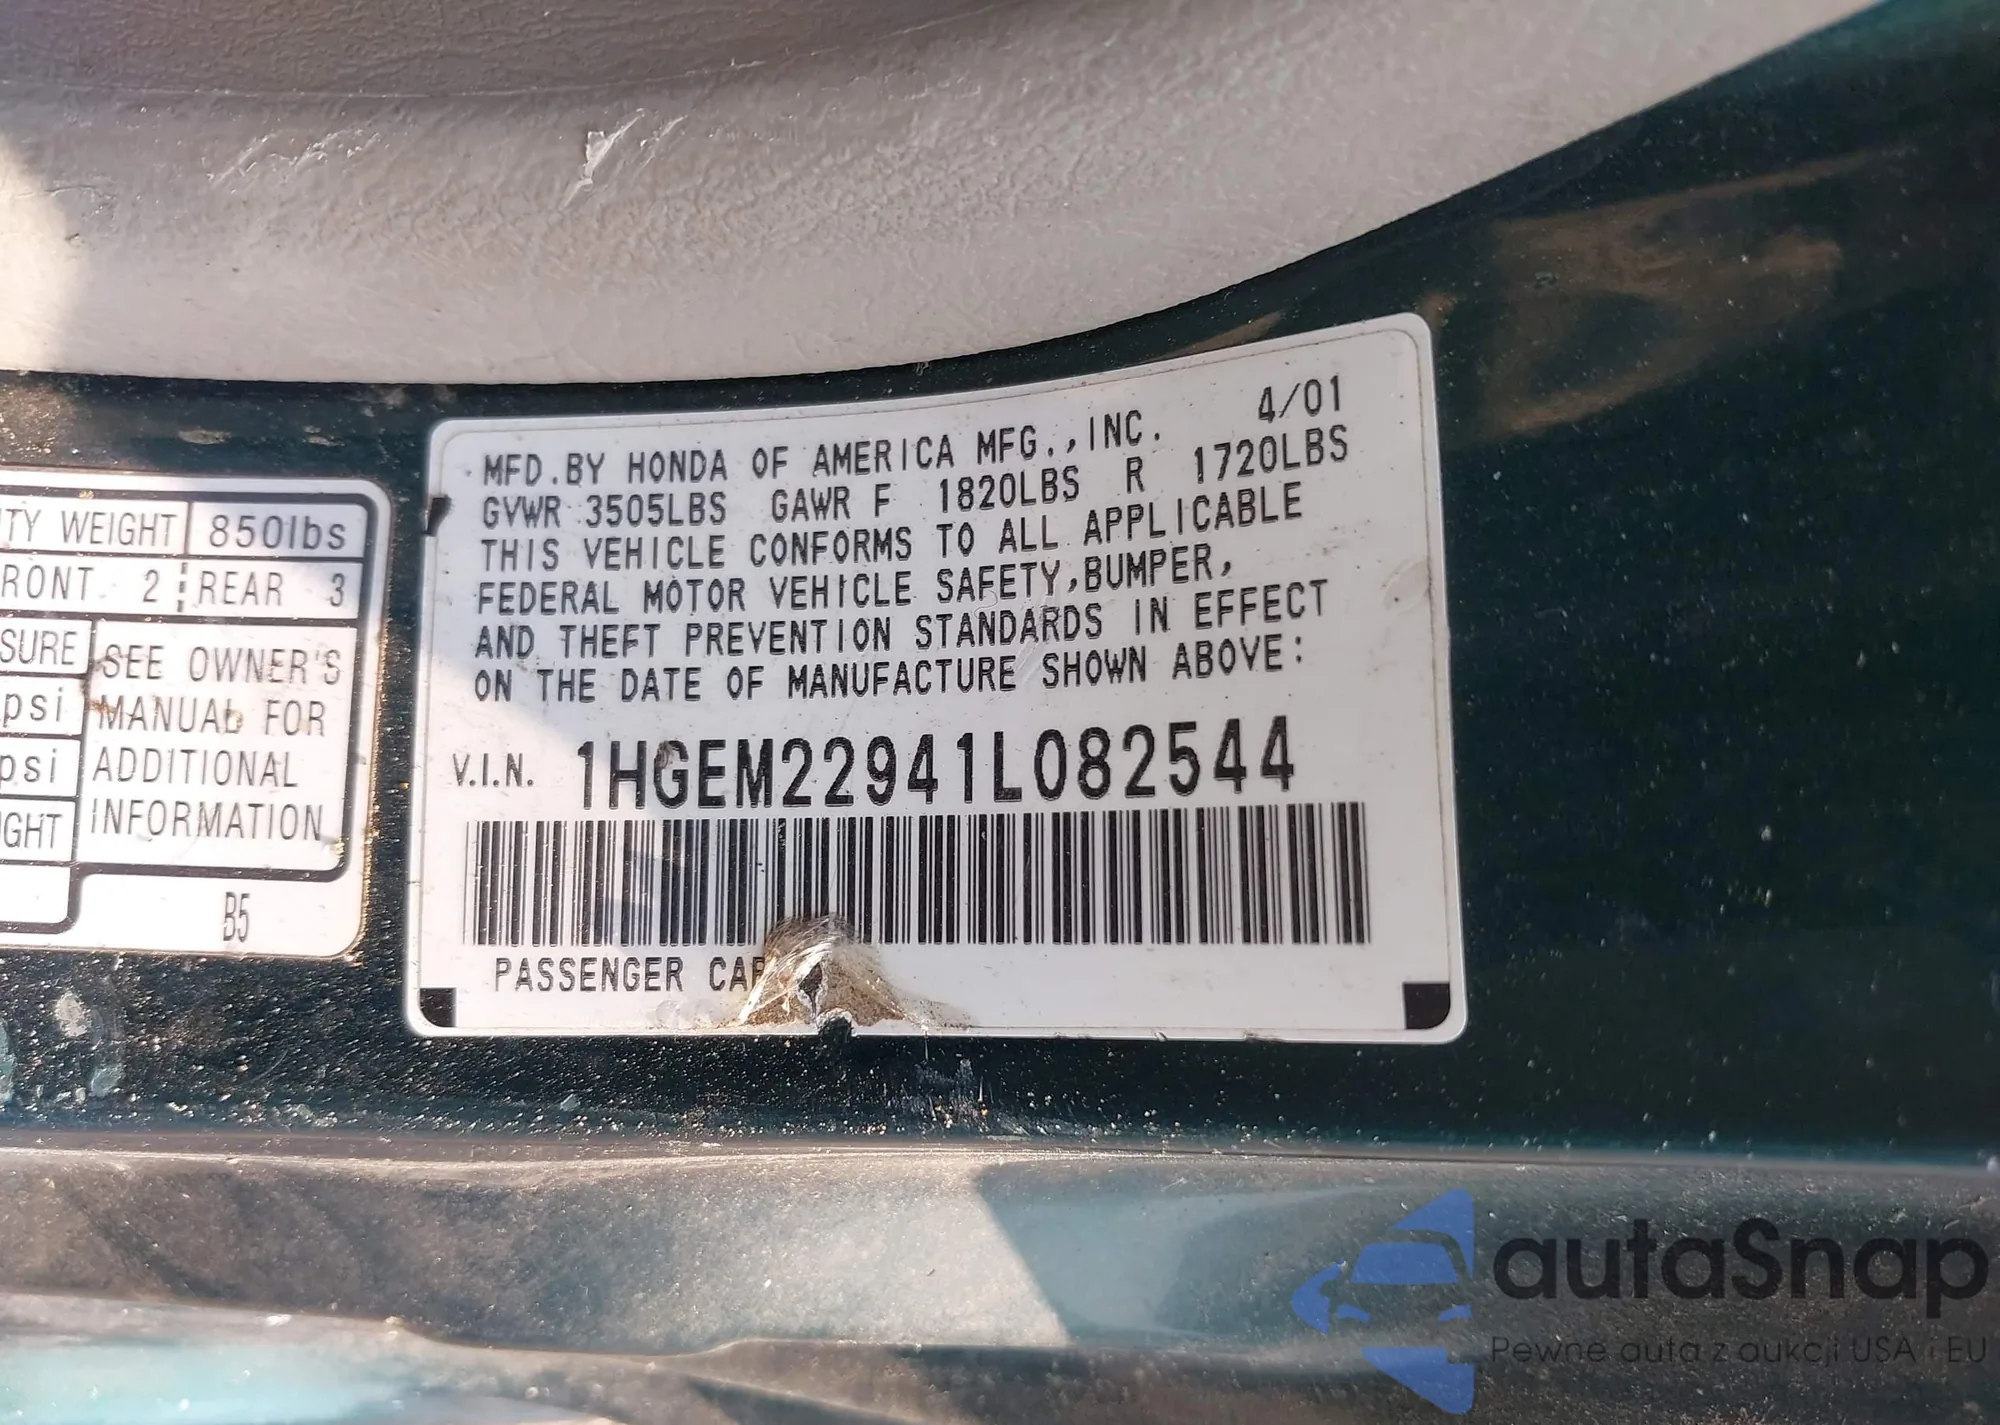 TY WEIGHT 850lbs
RONT 2 REAR 3
SURE SEE OWNER'S
psi MANUAL FOR
psi ADDITIONAL
GHT INFORMATION
B5
MFD.BY HONDA OF AMERICA MFG.,INC. 4/01
GVWR 3505LBS GAWR F 1820LBS R 1720LBS
THIS VEHICLE CONFORMS TO ALL APPLICABLE
FEDERAL MOTOR VEHICLE SAFETY,BUMPER,
AND THEFT PREVENTION STANDARDS IN EFFECT
ON THE DATE OF MANUFACTURE SHOWN ABOVE:
V.I.N. 1HGEM22941L082544
PASSENGER CAR
autaSnap
Pewne auta z aukcji USA i EU